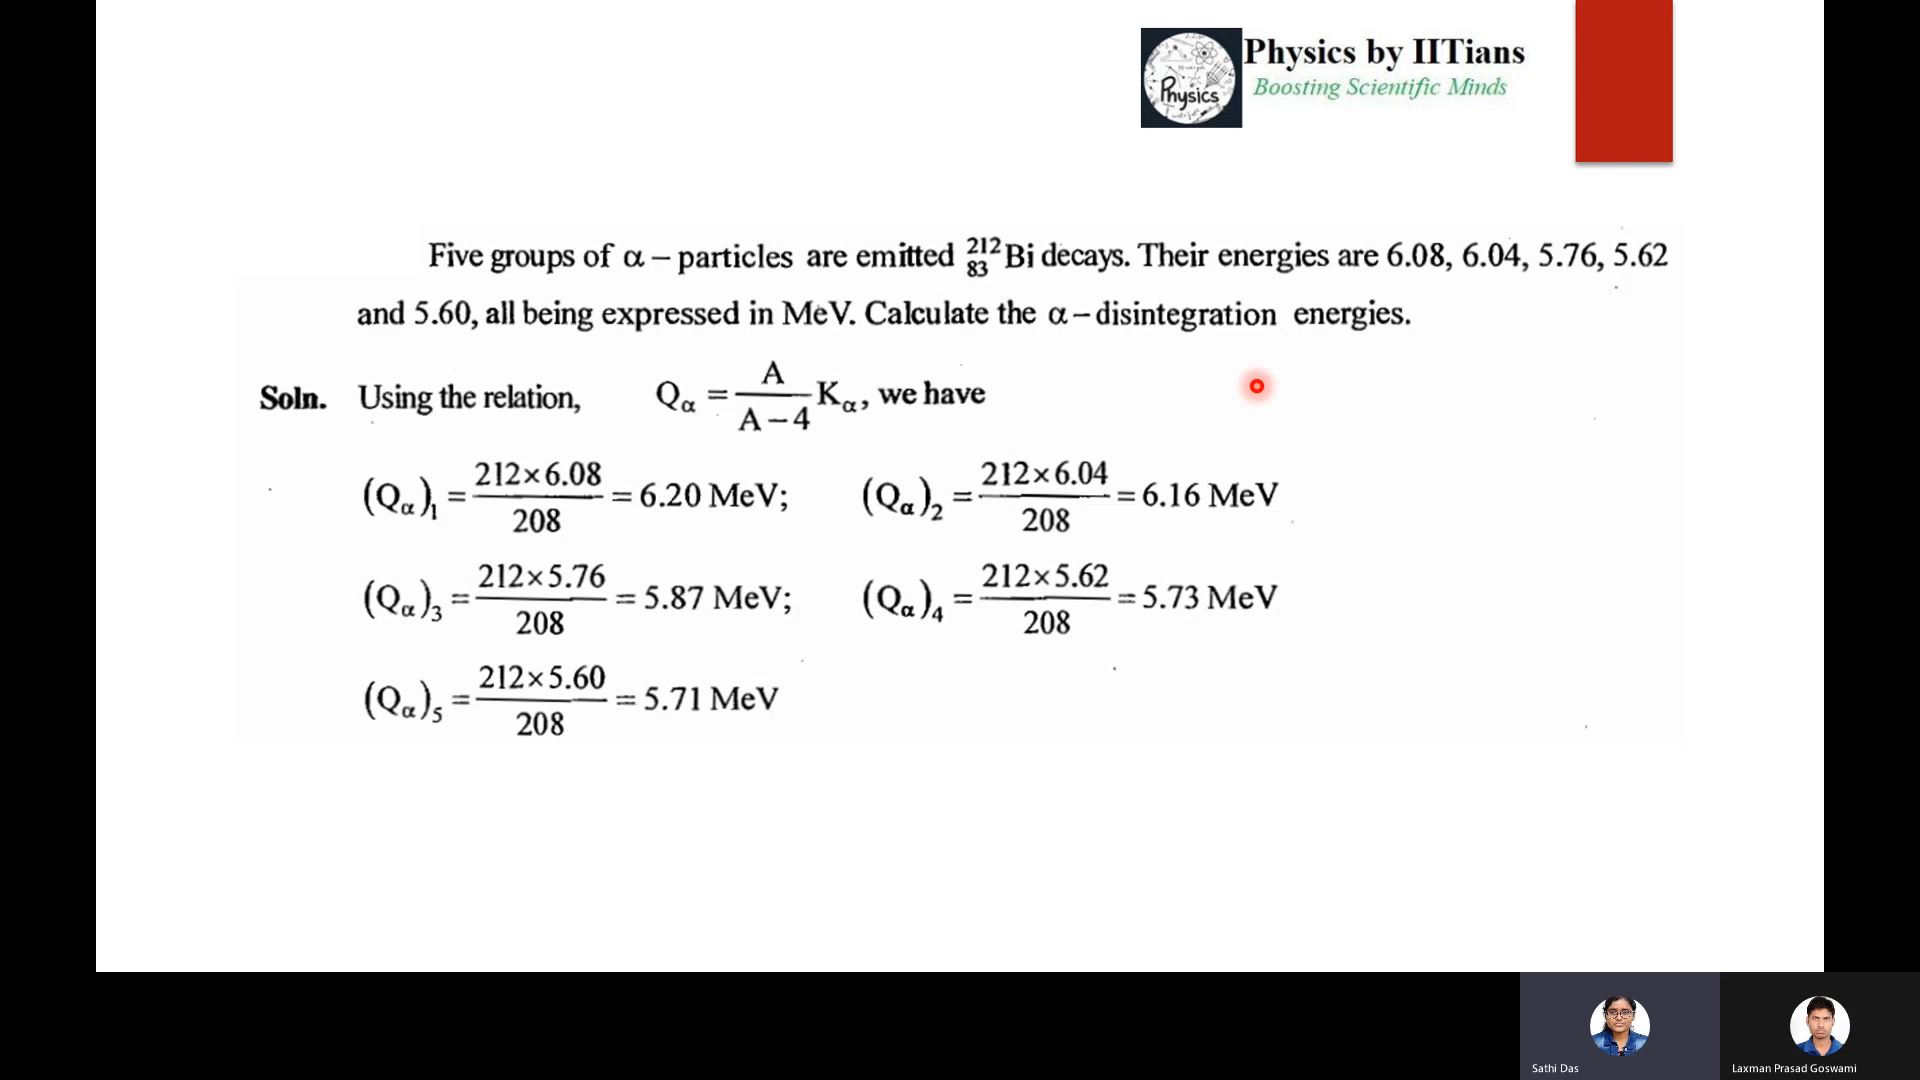 Physics by IITians
Boosting Scientific Minds
Physics
Five groups of α – particles are emitted ²¹²₈₃Bi decays. Their energies are 6.08, 6.04, 5.76, 5.62
and 5.60, all being expressed in MeV. Calculate the α – disintegration energies.
Soln. Using the relation, Qα = A / (A – 4) Kα, we have
(Qα)₁ = 212×6.08 / 208 = 6.20 MeV; (Qα)₂ = 212×6.04 / 208 = 6.16 MeV
(Qα)₃ = 212×5.76 / 208 = 5.87 MeV; (Qα)₄ = 212×5.62 / 208 = 5.73 MeV
(Qα)₅ = 212×5.60 / 208 = 5.71 MeV
Sathi Das
Laxman Prasad Goswami